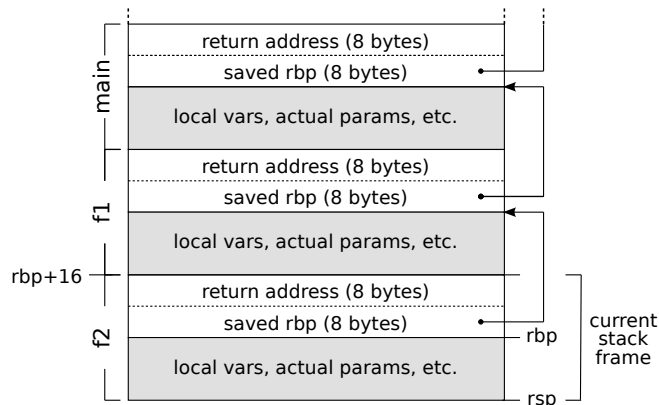 return address (8 bytes)
saved rbp (8 bytes)
main
local vars, actual params, etc.
return address (8 bytes)
saved rbp (8 bytes)
f1
local vars, actual params, etc.
rbp+16
return address (8 bytes)
saved rbp (8 bytes)
f2
rbp
current
stack
frame
local vars, actual params, etc.
rsp